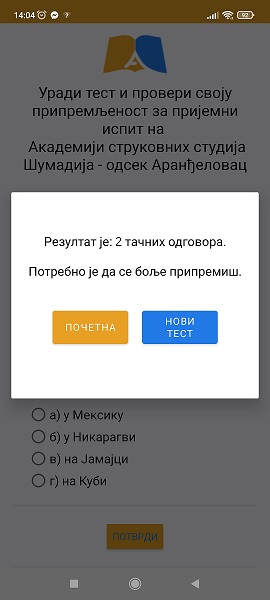 14:04
92
Уради тест и провери своју
припремљеност за пријемни
испит на
Академији струковних студија
Шумадија - одсек Аранђеловац
Резултат је: 2 тачних одговора.
Потребно је да се боље припремиш.
ПОЧЕТНА
НОВИ
ТЕСТ
а) у Мексику
б) у Никарагви
в) на Јамајци
г) на Куби
ПОТВРДИ